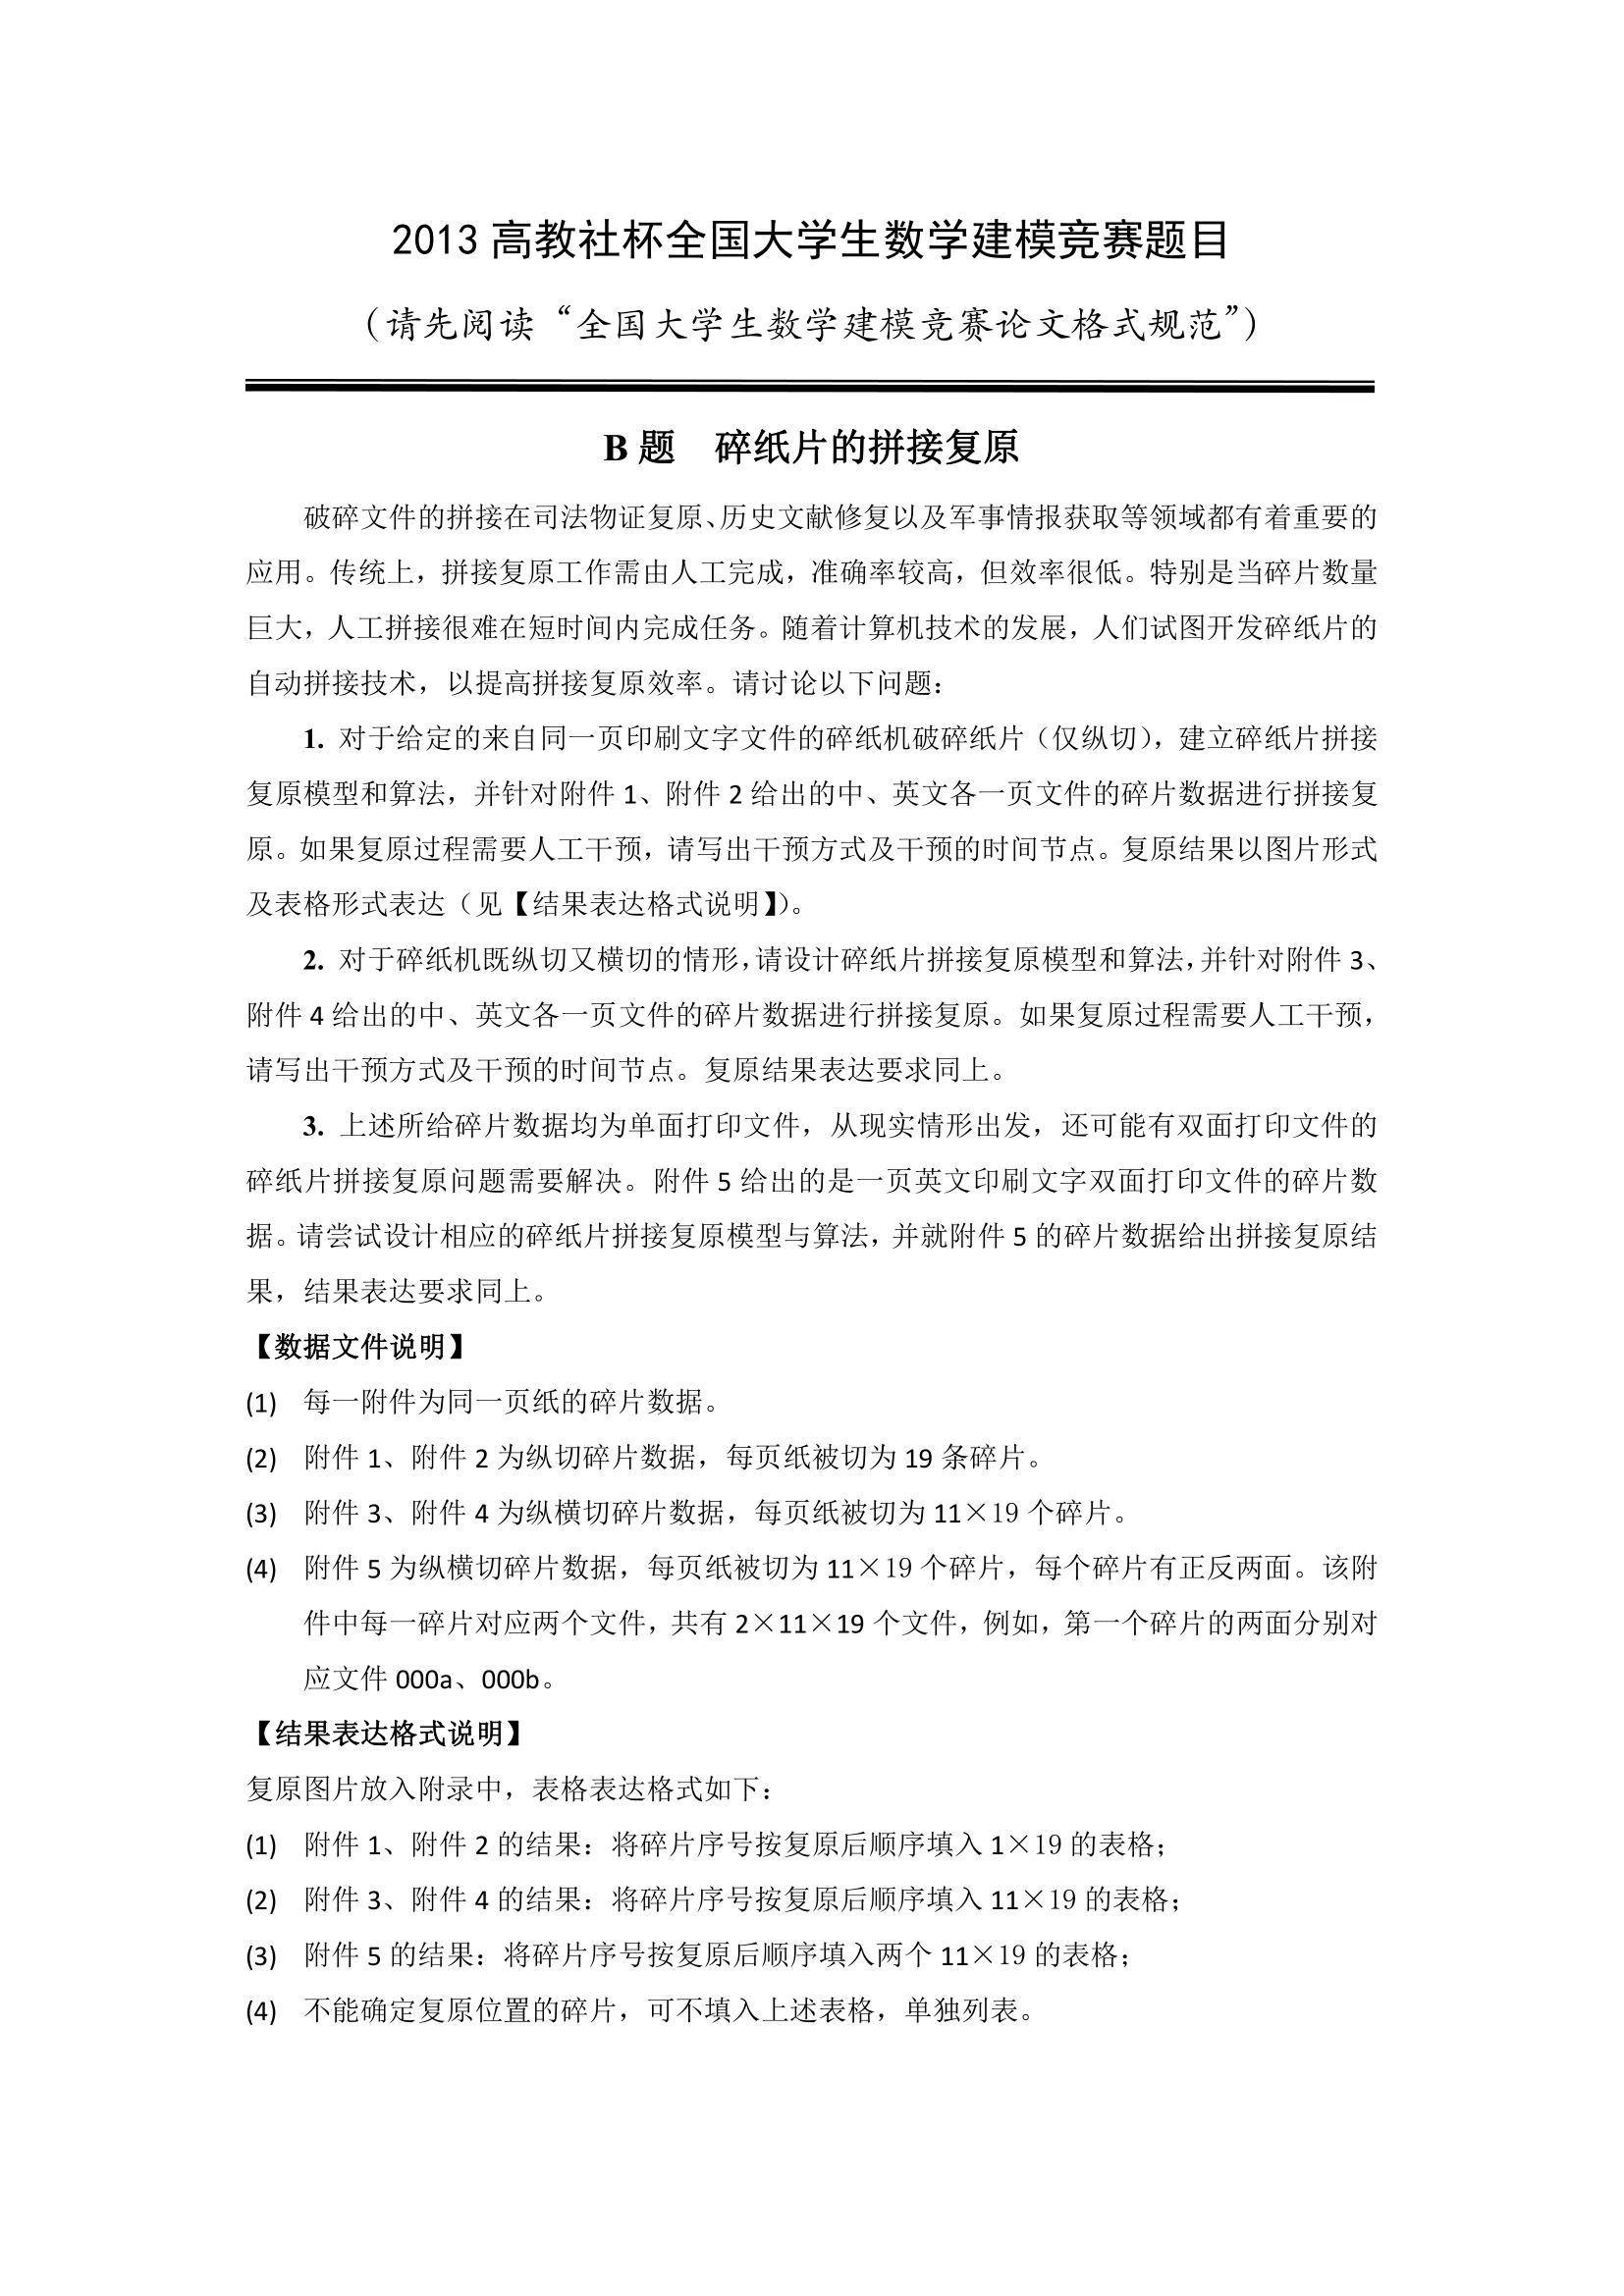 2013 高教社杯全国大学生数学建模竞赛题目
(请先阅读“全国大学生数学建模竞赛论文格式规范”)
B 题 碎纸片的拼接复原
破碎文件的拼接在司法物证复原、历史文献修复以及军事情报获取等领域都有着重要的
应用。传统上，拼接复原工作需由人工完成，准确率较高，但效率很低。特别是当碎片数量
巨大，人工拼接很难在短时间内完成任务。随着计算机技术的发展，人们试图开发碎纸片的
自动拼接技术，以提高拼接复原效率。请讨论以下问题：
1. 对于给定的来自同一页印刷文字文件的碎纸机破碎纸片（仅纵切），建立碎纸片拼接
复原模型和算法，并针对附件 1、附件 2 给出的中、英文各一页文件的碎片数据进行拼接复
原。如果复原过程需要人工干预，请写出干预方式及干预的时间节点。复原结果以图片形式
及表格形式表达（见【结果表达格式说明】）。
2. 对于碎纸机既纵切又横切的情形，请设计碎纸片拼接复原模型和算法，并针对附件 3、
附件 4 给出的中、英文各一页文件的碎片数据进行拼接复原。如果复原过程需要人工干预，
请写出干预方式及干预的时间节点。复原结果表达要求同上。
3. 上述所给碎片数据均为单面打印文件，从现实情形出发，还可能有双面打印文件的
碎纸片拼接复原问题需要解决。附件 5 给出的是一页英文印刷文字双面打印文件的碎片数
据。请尝试设计相应的碎纸片拼接复原模型与算法，并就附件 5 的碎片数据给出拼接复原结
果，结果表达要求同上。
【数据文件说明】
(1) 每一附件为同一页纸的碎片数据。
(2) 附件 1、附件 2 为纵切碎片数据，每页纸被切为 19 条碎片。
(3) 附件 3、附件 4 为纵横切碎片数据，每页纸被切为 11×19 个碎片。
(4) 附件 5 为纵横切碎片数据，每页纸被切为 11×19 个碎片，每个碎片有正反两面。该附
件中每一碎片对应两个文件，共有 2×11×19 个文件，例如，第一个碎片的两面分别对
应文件 000a、000b。
【结果表达格式说明】
复原图片放入附录中，表格表达格式如下：
(1) 附件 1、附件 2 的结果：将碎片序号按复原后顺序填入 1×19 的表格；
(2) 附件 3、附件 4 的结果：将碎片序号按复原后顺序填入 11×19 的表格；
(3) 附件 5 的结果：将碎片序号按复原后顺序填入两个 11×19 的表格；
(4) 不能确定复原位置的碎片，可不填入上述表格，单独列表。